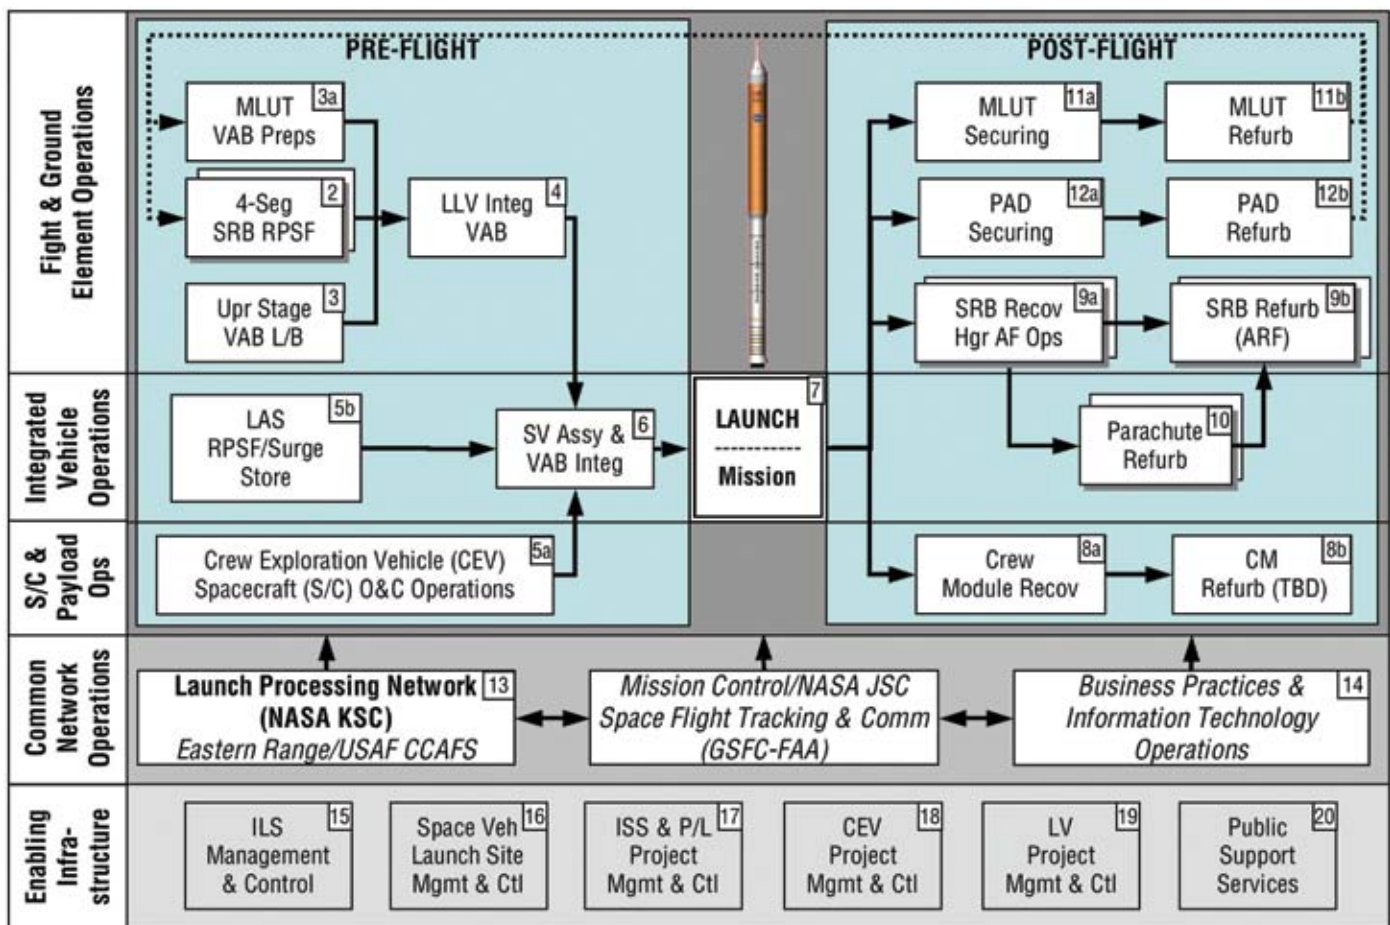 PRE-FLIGHT
POST-FLIGHT
Fight & Ground
Element Operations
3a
MLUT
VAB Preps
2
4-Seg
SRB RPSF
3
Upr Stage
VAB L/B
4
LLV Integ
VAB
11a
MLUT
Securing
11b
MLUT
Refurb
12a
PAD
Securing
12b
PAD
Refurb
9a
SRB Recov
Hgr AF Ops
9b
SRB Refurb
(ARF)
Integrated
Vehicle
Operations
5b
LAS
RPSF/Surge
Store
6
SV Assy &
VAB Integ
7
LAUNCH
Mission
10
Parachute
Refurb
S/C &
Payload
Ops
5a
Crew Exploration Vehicle (CEV)
Spacecraft (S/C) O&C Operations
8a
Crew
Module Recov
8b
CM
Refurb (TBD)
Common
Network
Operations
Launch Processing Network 13
(NASA KSC)
Eastern Range/USAF CCAFS
Mission Control/NASA JSC
Space Flight Tracking & Comm
(GSFC-FAA)
Business Practices & 14
Information Technology
Operations
Enabling
Infra-
structure
15
ILS
Management
& Control
16
Space Veh
Launch Site
Mgmt & Ctl
17
ISS & P/L
Project
Mgmt & Ctl
18
CEV
Project
Mgmt & Ctl
19
LV
Project
Mgmt & Ctl
20
Public
Support
Services